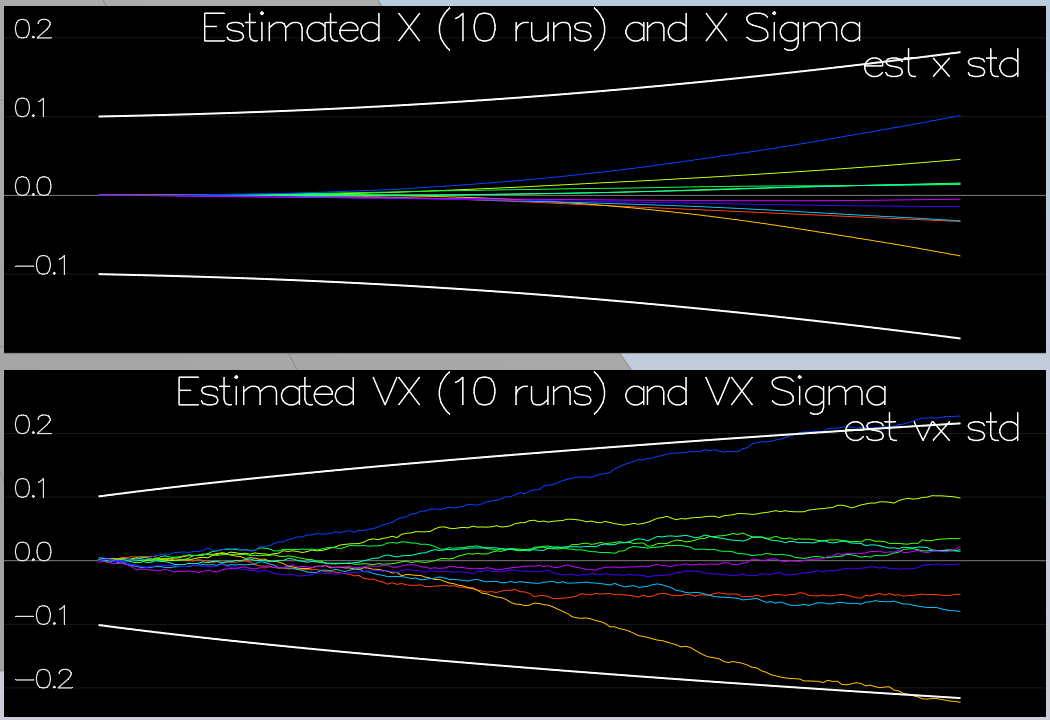 Estimated X (10 runs) and X Sigma
est x std
0.2
0.1
0.0
-0.1
Estimated VX (10 runs) and VX Sigma
est vx std
0.2
0.1
0.0
-0.1
-0.2